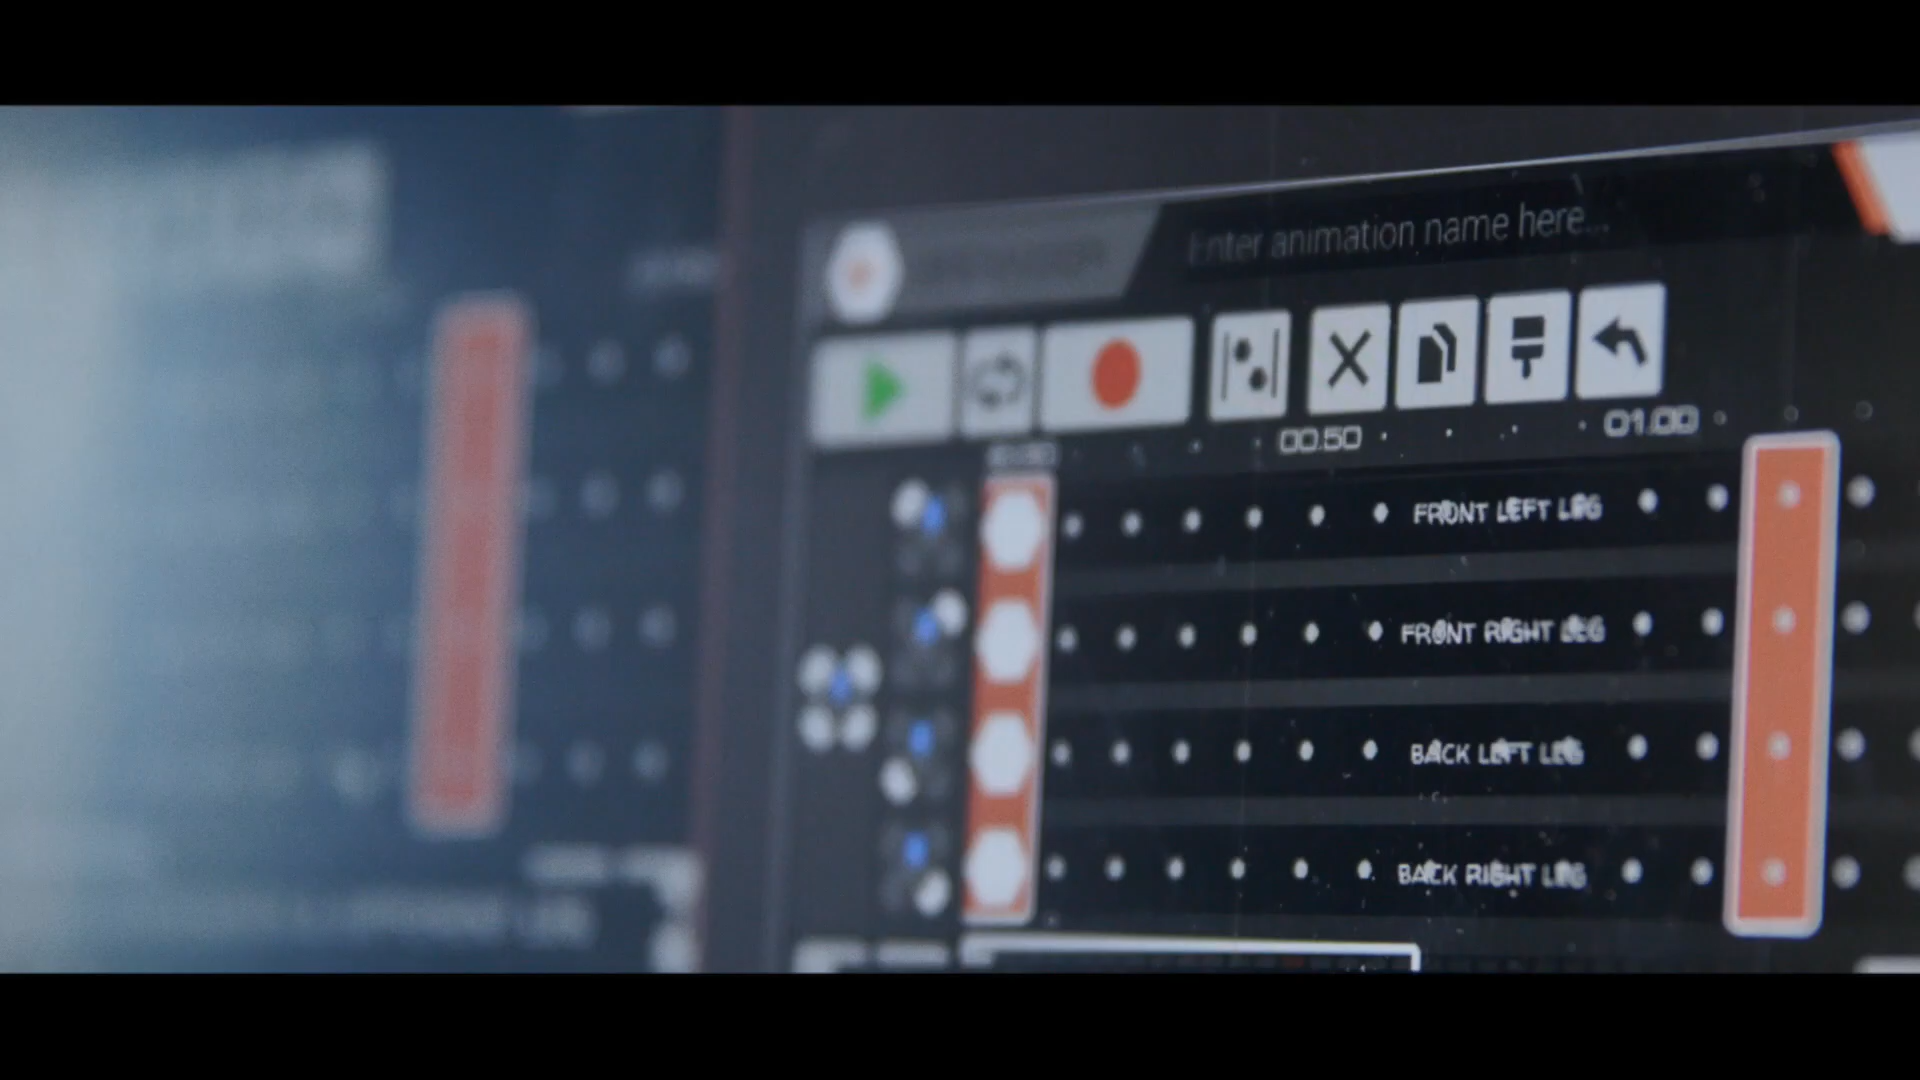 Enter animation name here...
00.50
01.00
FRONT LEFT LEG
FRONT RIGHT LEG
BACK LEFT LEG
BACK RIGHT LEG